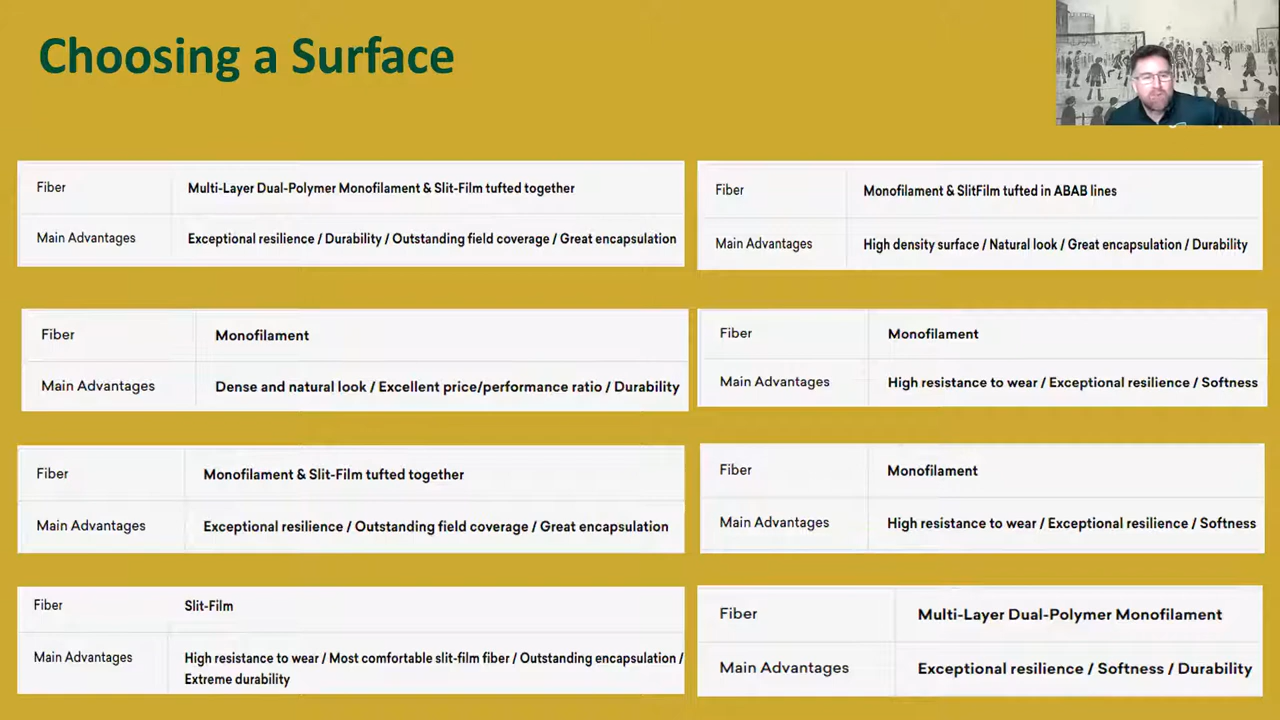 Choosing a Surface
Fiber Multi-Layer Dual-Polymer Monofilament & Slit-Film tufted together
Main Advantages Exceptional resilience / Durability / Outstanding field coverage / Great encapsulation
Fiber Monofilament & SlitFilm tufted in ABAB lines
Main Advantages High density surface / Natural look / Great encapsulation / Durability
Fiber Monofilament
Main Advantages Dense and natural look / Excellent price/performance ratio / Durability
Fiber Monofilament
Main Advantages High resistance to wear / Exceptional resilience / Softness
Fiber Monofilament & Slit-Film tufted together
Main Advantages Exceptional resilience / Outstanding field coverage / Great encapsulation
Fiber Monofilament
Main Advantages High resistance to wear / Exceptional resilience / Softness
Fiber Slit-Film
Main Advantages High resistance to wear / Most comfortable slit-film fiber / Outstanding encapsulation /
Extreme durability
Fiber Multi-Layer Dual-Polymer Monofilament
Main Advantages Exceptional resilience / Softness / Durability